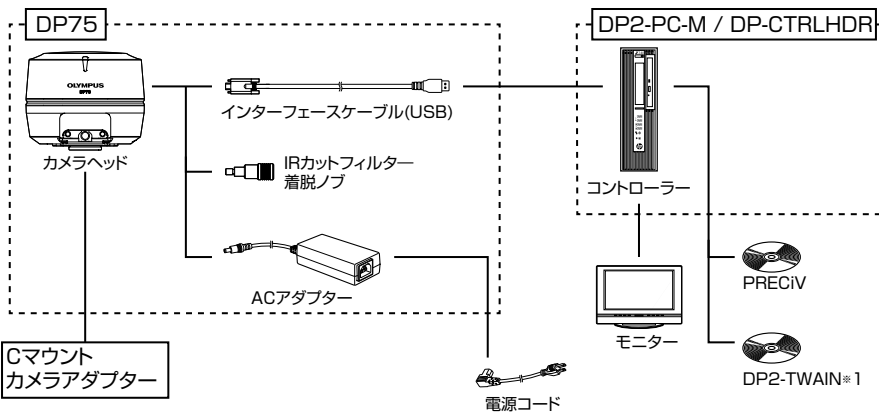 DP75
DP2-PC-M / DP-CTRLHDR
OLYMPUS
DP75
カメラヘッド
インターフェースケーブル(USB)
IRカットフィルター
着脱ノブ
ACアダプター
コントローラー
モニター
PRECiV
DP2-TWAIN※1
Cマウント
カメラアダプター
電源コード